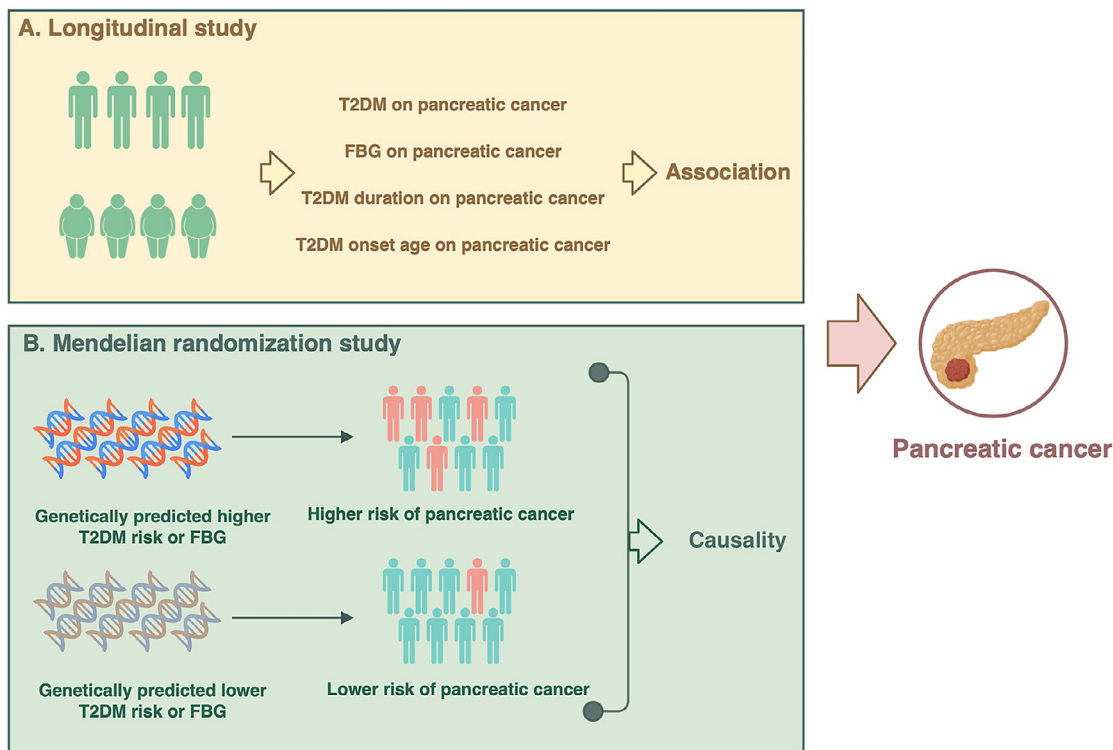 A. Longitudinal study
T2DM on pancreatic cancer
FBG on pancreatic cancer
T2DM duration on pancreatic cancer
T2DM onset age on pancreatic cancer
Association
B. Mendelian randomization study
Genetically predicted higher
T2DM risk or FBG
Higher risk of pancreatic cancer
Genetically predicted lower
T2DM risk or FBG
Lower risk of pancreatic cancer
Causality
Pancreatic cancer